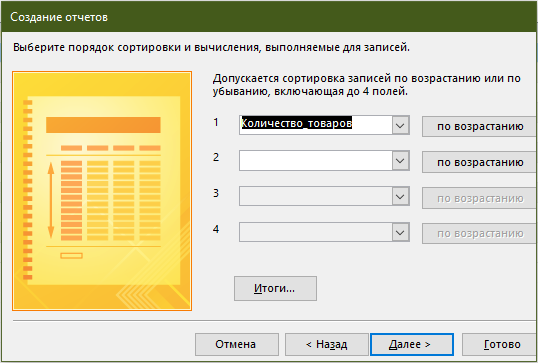 Создание отчетов
Выберите порядок сортировки и вычисления, выполняемые для записей.
Допускается сортировка записей по возрастанию или по
убыванию, включающая до 4 полей.
1 Количество_товаров по возрастанию
2 по возрастанию
3 по возрастанию
4 по возрастанию
Итоги...
Отмена < Назад Далее > Готово